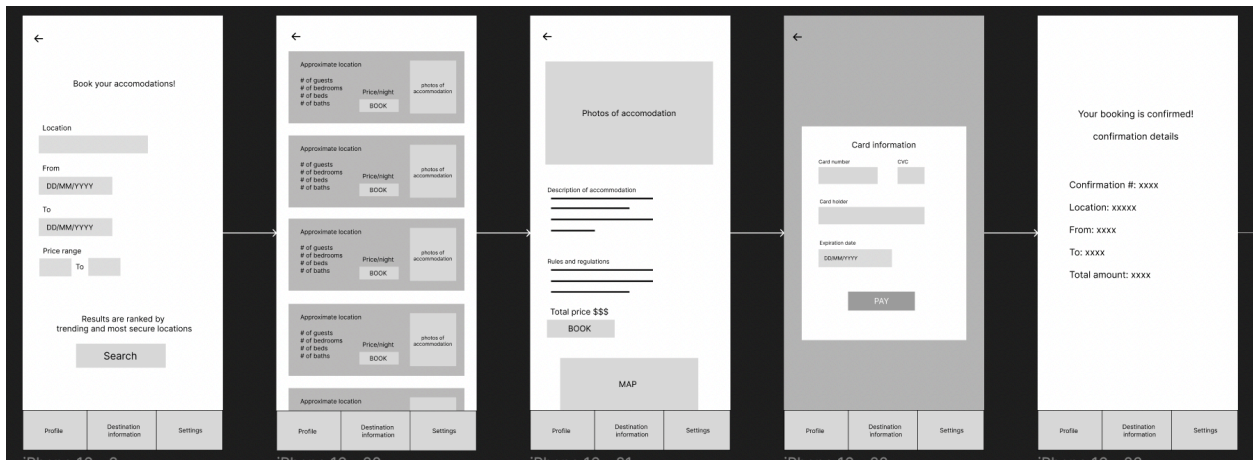 ←
Book your accomodations!
Location
From
DD/MM/YYYY
To
DD/MM/YYYY
Price range
To
Results are ranked by
trending and most secure locations
Search
Profile
Destination
information
Settings
←
Approximate location
# of guests
# of bedrooms
# of beds
# of baths
Price/night
BOOK
photos of
accommodation
Approximate location
# of guests
# of bedrooms
# of beds
# of baths
Price/night
BOOK
photos of
accommodation
Approximate location
# of guests
# of bedrooms
# of beds
# of baths
Price/night
BOOK
photos of
accommodation
Approximate location
# of guests
# of bedrooms
# of beds
# of baths
Price/night
BOOK
photos of
accommodation
Approximate location
Profile
Destination
information
Settings
←
Photos of accomodation
Description of accommodation
Rules and regulations
Total price $$$
BOOK
MAP
Profile
Destination
information
Settings
←
Card information
Card number
CVC
Card holder
Expiration date
DD/MM/YYYY
PAY
Profile
Destination
information
Settings
Your booking is confirmed!
confirmation details
Confirmation #: xxxx
Location: xxxxx
From: xxxx
To: xxxx
Total amount: xxxx
Profile
Destination
information
Settings